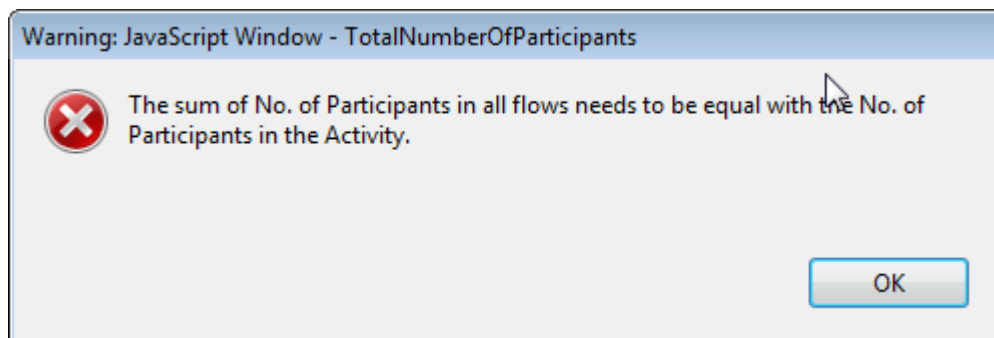 Warning: JavaScript Window - TotalNumberOfParticipants
The sum of No. of Participants in all flows needs to be equal with the No. of
Participants in the Activity.
OK